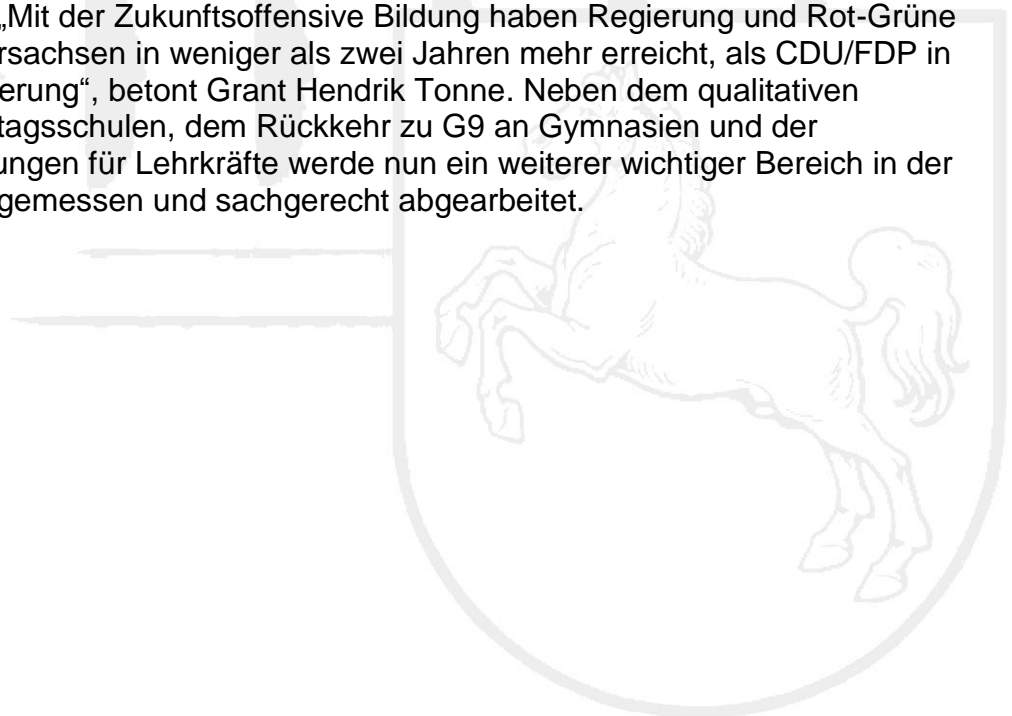 „Mit der Zukunftsoffensive Bildung haben Regierung und Rot-Grüne
rsachsen in weniger als zwei Jahren mehr erreicht, als CDU/FDP in
erung“, betont Grant Hendrik Tonne. Neben dem qualitativen
tagsschulen, dem Rückkehr zu G9 an Gymnasien und der
ungen für Lehrkräfte werde nun ein weiterer wichtiger Bereich in der
gemessen und sachgerecht abgearbeitet.